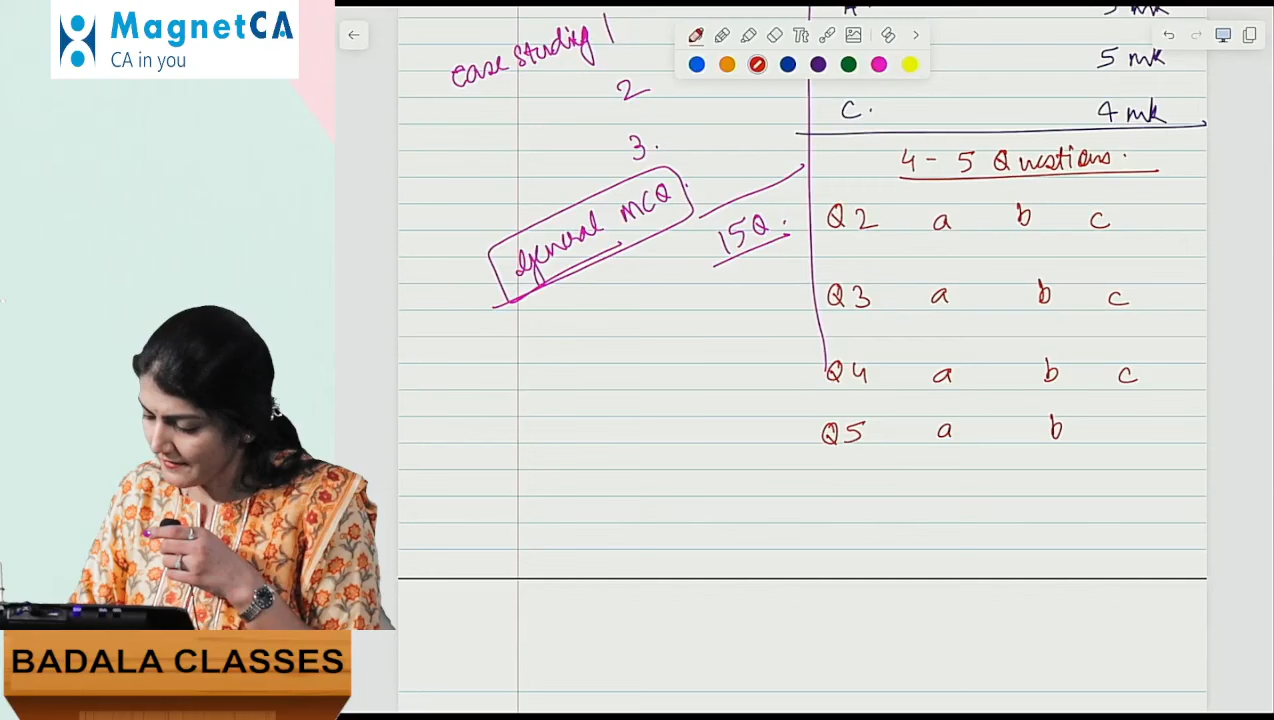 MagnetCA
CA in you
case studing 1
2
3.
general MCQ
15Q.
5 mk
C. 4 mk
4 - 5 Questions.
Q2 a b c
Q3 a b c
Q4 a b c
Q5 a b
BADALA CLASSES